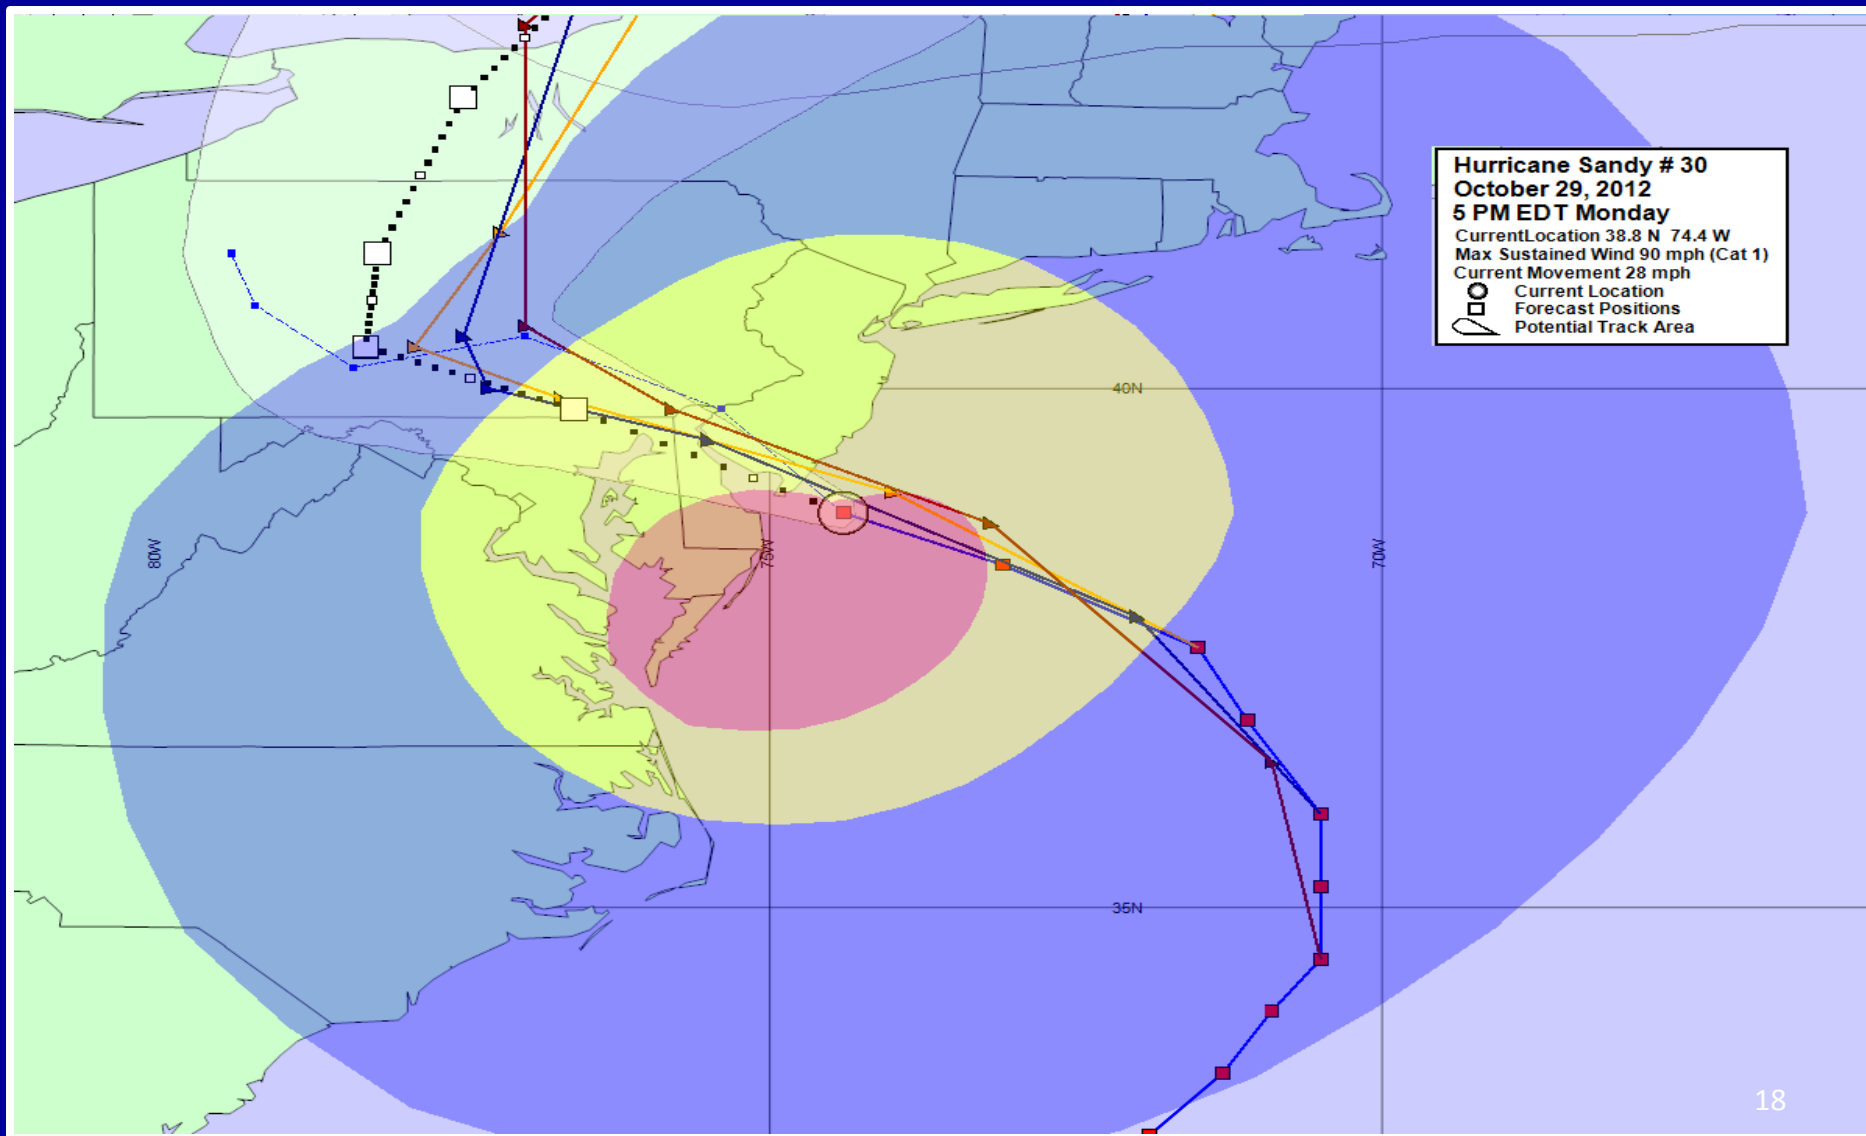 Hurricane Sandy # 30
October 29, 2012
5 PM EDT Monday
CurrentLocation 38.8 N 74.4 W
Max Sustained Wind 90 mph (Cat 1)
Current Movement 28 mph
Current Location
Forecast Positions
Potential Track Area
40N
80W
75W
70W
35N
18